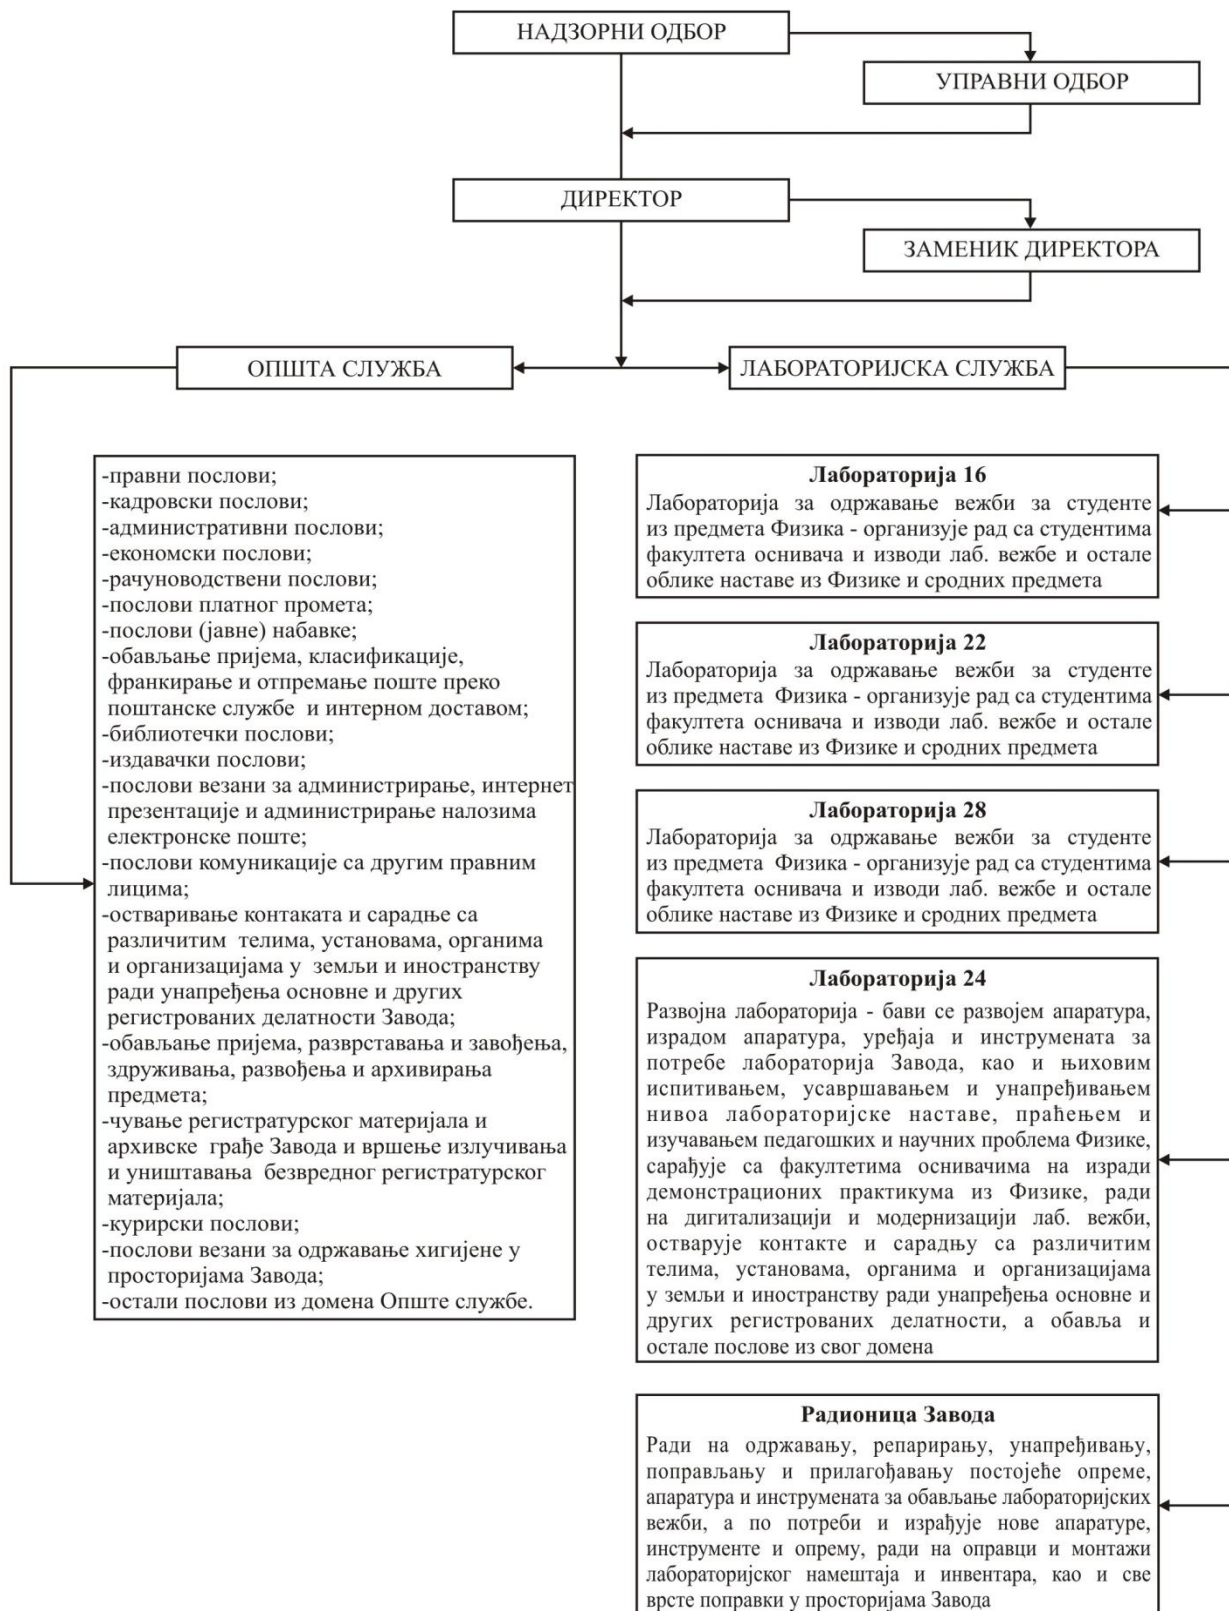 НАДЗОРНИ ОДБОР
УПРАВНИ ОДБОР
ДИРЕКТОР
ЗАМЕНИК ДИРЕКТОРА
ОПШТА СЛУЖБА
ЛАБОРАТОРИЈСКА СЛУЖБА
-правни послови;
-кадровски послови;
-административни послови;
-економски послови;
-рачуноводствени послови;
-послови платног промета;
-послови (јавне) набавке;
-обављање пријема, класификације,
франкирање и отпремање поште преко
поштанске службе и интерном доставом;
-библиотечки послови;
-издавачки послови;
-послови везани за администрирање, интернет
презентације и администрирање налозима
електронске поште;
-послови комуникације са другим правним
лицима;
-остваривање контаката и сарадње са
различитим телима, установама, органима
и организацијама у земљи и иностранству
ради унапређења основне и других
регистрованих делатности Завода;
-обављање пријема, разврставања и завођења,
здруживања, развођења и архивирања
предмета;
-чување регистратурског материјала и
архивске грађе Завода и вршење излучивања
и уништавања безвредног регистратурског
материјала;
-курирски послови;
-послови везани за одржавање хигијене у
просторијама Завода;
-остали послови из домена Опште службе.
Лабораторија 16
Лабораторија за одржавање вежби за студенте
из предмета Физика - организује рад са студентима
факултета оснивача и изводи лаб. вежбе и остале
облике наставе из Физике и сродних предмета
Лабораторија 22
Лабораторија за одржавање вежби за студенте
из предмета Физика - организује рад са студентима
факултета оснивача и изводи лаб. вежбе и остале
облике наставе из Физике и сродних предмета
Лабораторија 28
Лабораторија за одржавање вежби за студенте
из предмета Физика - организује рад са студентима
факултета оснивача и изводи лаб. вежбе и остале
облике наставе из Физике и сродних предмета
Лабораторија 24
Развојна лабораторија - бави се развојем апаратура,
израдом апаратура, уређаја и инструмената за
потребе лабораторија Завода, као и њиховим
испитивањем, усавршавањем и унапређивањем
нивоа лабораторијске наставе, праћењем и
изучавањем педагошких и научних проблема Физике,
сарађује са факултетима оснивачима на изради
демонстрационих практикума из Физике, ради
на дигитализацији и модернизацији лаб. вежби,
остварује контакте и сарадњу са различитим
телима, установама, органима и организацијама
у земљи и иностранству ради унапређења основне и
других регистрованих делатности, а обавља и
остале послове из свог домена
Радионица Завода
Ради на одржавању, репарирању, унапређивању,
поправљању и прилагођавању постојеће опреме,
апаратура и инструмената за обављање лабораторијских
вежби, а по потреби и израђује нове апаратуре,
инструменте и опрему, ради на оправци и монтажи
лабораторијског намештаја и инвентара, као и све
врсте поправки у просторијама Завода